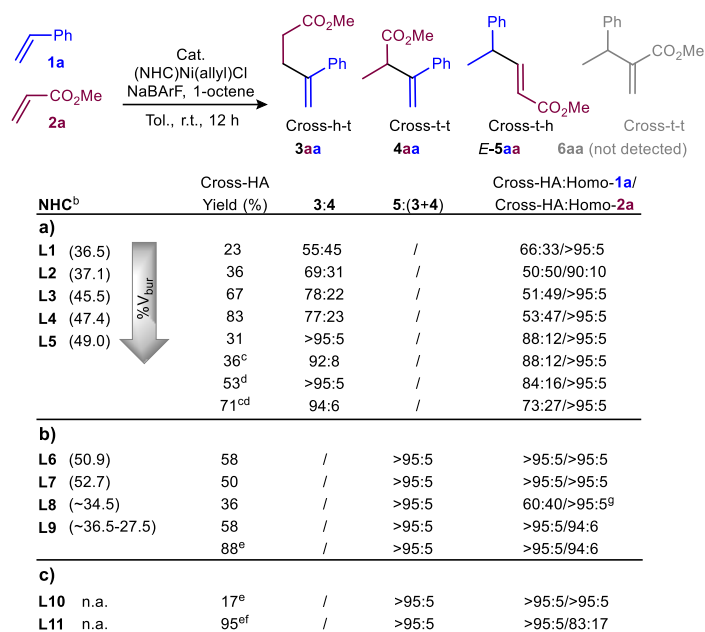 Ph
1a
CO2Me
2a
Cat.
(NHC)Ni(allyl)Cl
NaBArF, 1-octene
Tol., r.t., 12 h
CO2Me
Ph
Cross-h-t
3aa
CO2Me
Ph
Cross-t-t
4aa
Ph
CO2Me
Cross-t-h
E-5aa
Ph
CO2Me
Cross-t-t
6aa (not detected)
Cross-HA Cross-HA:Homo-1a/
NHCb Yield (%) 3:4 5:(3+4) Cross-HA:Homo-2a
a)
L1 (36.5) 23 55:45 / 66:33/>95:5
L2 (37.1) 36 69:31 / 50:50/90:10
L3 (45.5) 67 78:22 / 51:49/>95:5
L4 (47.4) 83 77:23 / 53:47/>95:5
L5 (49.0) 31 >95:5 / 88:12/>95:5
36c 92:8 / 88:12/>95:5
53d >95:5 / 84:16/>95:5
71cd 94:6 / 73:27/>95:5
%Vbur
b)
L6 (50.9) 58 / >95:5 >95:5/>95:5
L7 (52.7) 50 / >95:5 >95:5/>95:5
L8 (~34.5) 36 / >95:5 60:40/>95:5g
L9 (~36.5-27.5) 58 / >95:5 >95:5/94:6
88e / >95:5 >95:5/94:6
c)
L10 n.a. 17e / >95:5 >95:5/>95:5
L11 n.a. 95ef / >95:5 >95:5/83:17